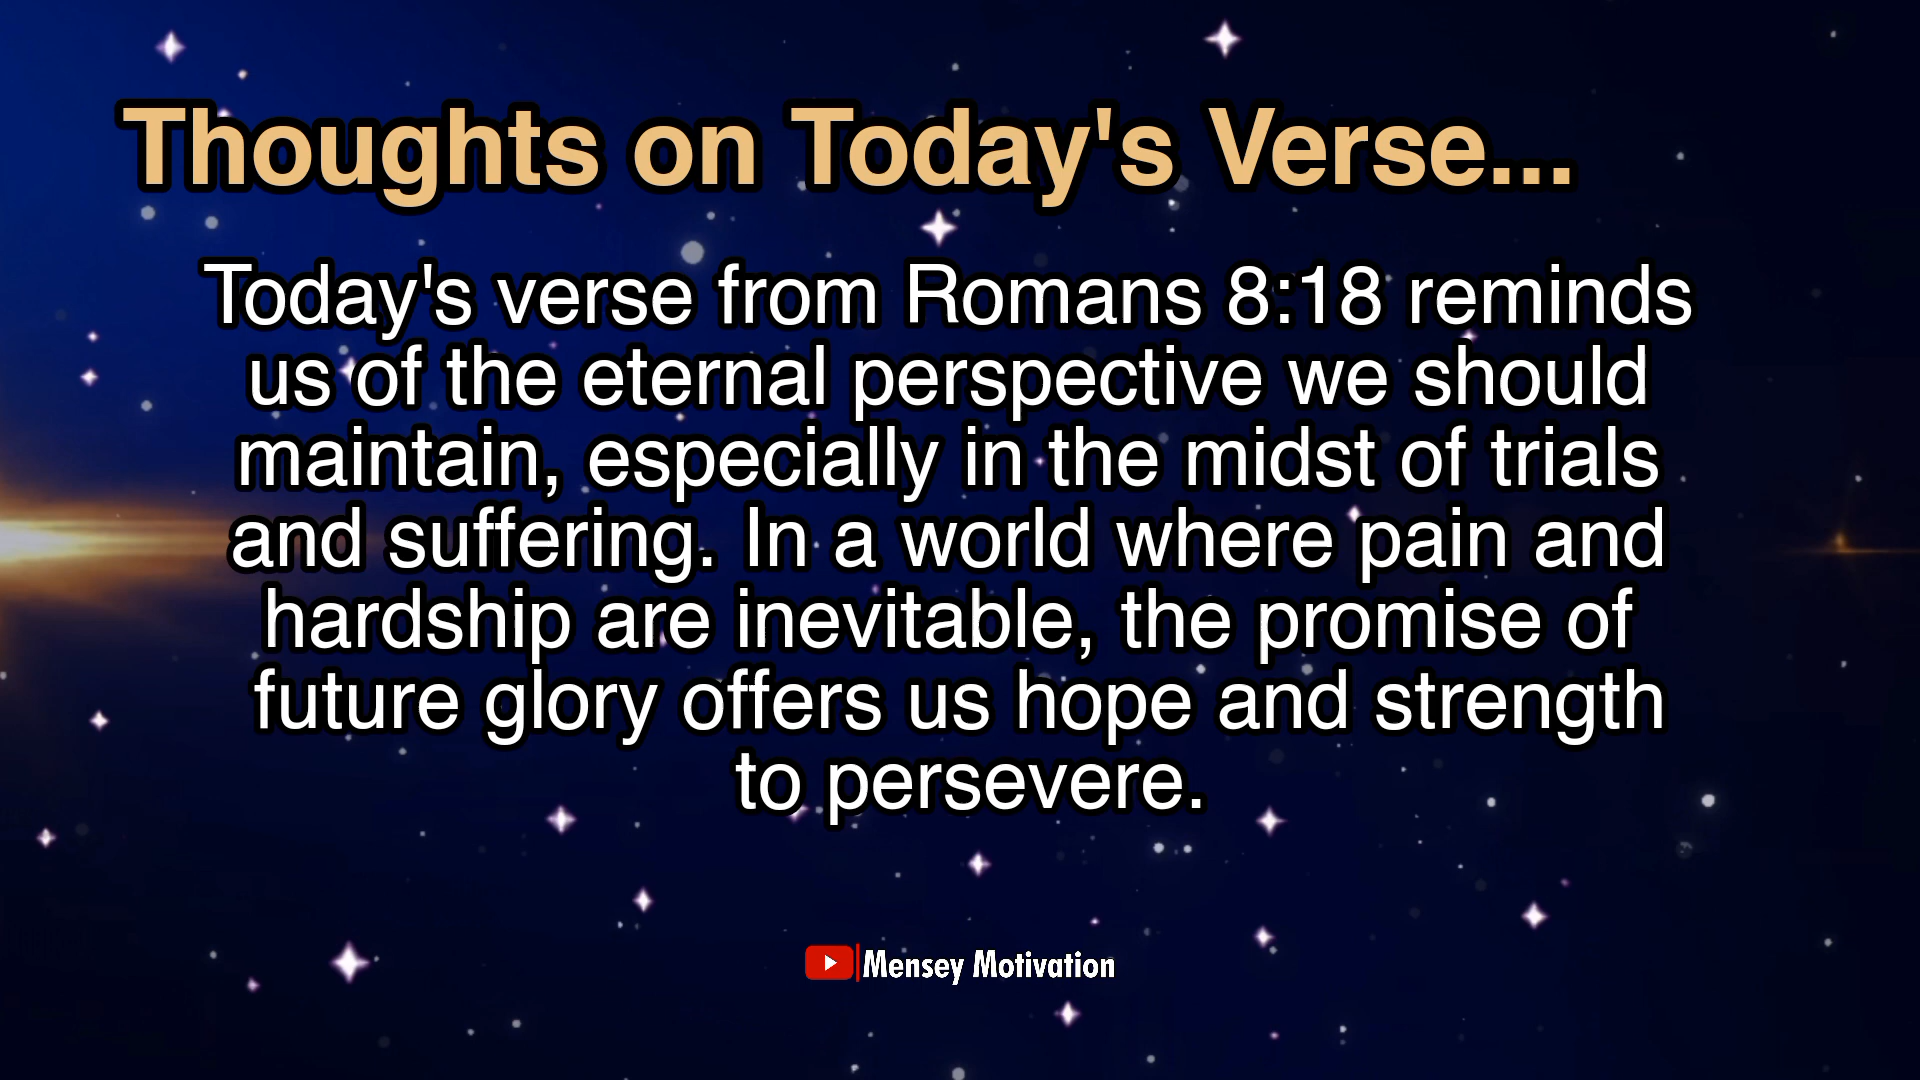 Thoughts on Today's Verse...
Today's verse from Romans 8:18 reminds
us of the eternal perspective we should
maintain, especially in the midst of trials
and suffering. In a world where pain and
hardship are inevitable, the promise of
future glory offers us hope and strength
to persevere.
Mensey Motivation